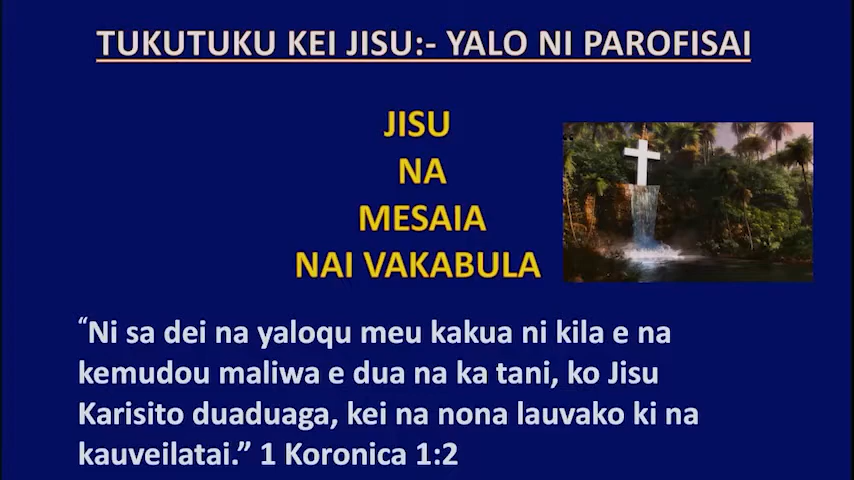 TUKUTUKU KEI JISU:- YALO NI PAROFISAI
JISU
NA
MESAIA
NAI VAKABULA
“Ni sa dei na yaloqu meu kakua ni kila e na
kemudou maliwa e dua na ka tani, ko Jisu
Karisito duaduaga, kei na nona lauvako ki na
kauveilatai.” 1 Koronica 1:2